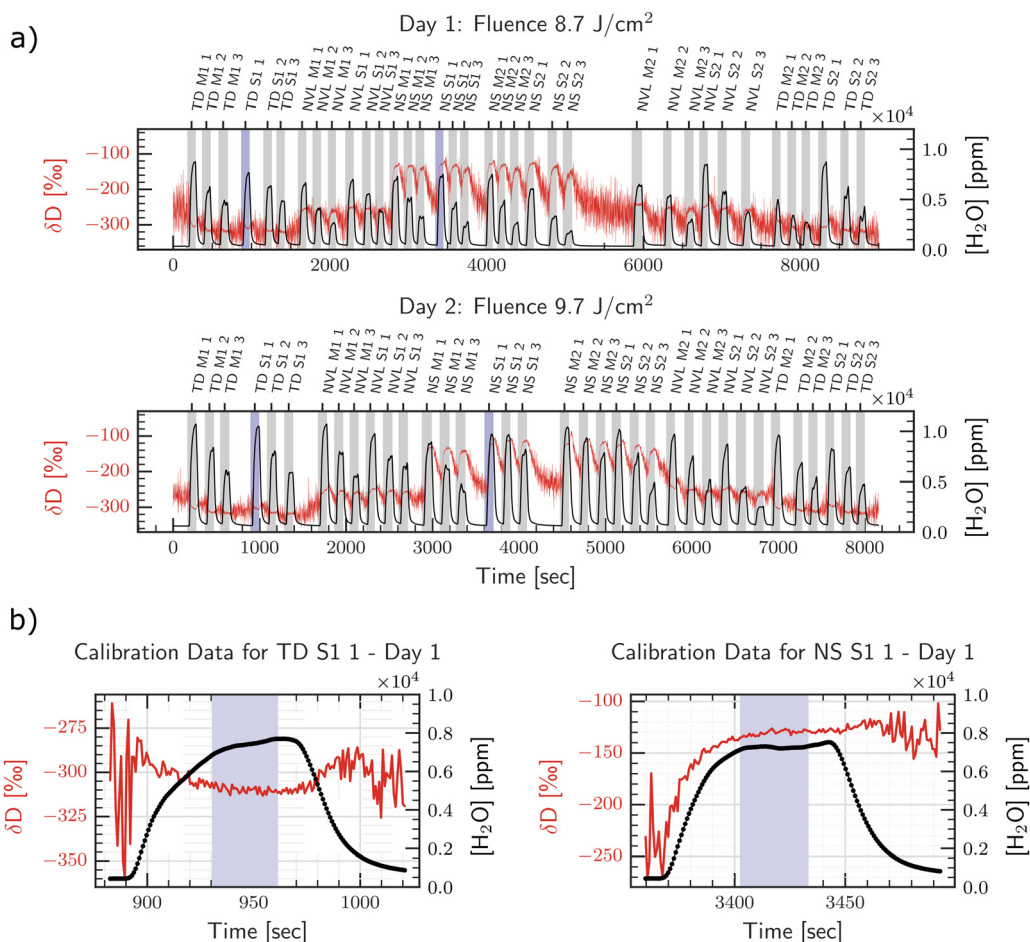 a)
Day 1: Fluence 8.7 J/cm²
TD M1 1
TD M1 2
TD M1 3
TD S1 1
TD S1 2
TD S1 3
NVL M1 1
NVL M1 2
NVL M1 3
NVL S1 1
NVL S1 2
NVL S1 3
NS M1 1
NS M1 2
NS M1 3
NS S1 1
NS S1 2
NS S1 3
NS M2 1
NS M2 2
NS M2 3
NS S2 1
NS S2 2
NS S2 3
NVL M2 1
NVL M2 2
NVL M2 3
NVL S2 1
NVL S2 2
NVL S2 3
TD M2 1
TD M2 2
TD M2 3
TD S2 1
TD S2 2
TD S2 3
×10⁴
δD [‰]
−100
−200
−300
1.0
0.5
0.0
[H₂O] [ppm]
0 2000 4000 6000 8000
Day 2: Fluence 9.7 J/cm²
TD M1 1
TD M1 2
TD M1 3
TD S1 1
TD S1 2
TD S1 3
NVL M1 1
NVL M1 2
NVL M1 3
NVL S1 1
NVL S1 2
NVL S1 3
NS M1 1
NS M1 2
NS M1 3
NS S1 1
NS S1 2
NS S1 3
NS M2 1
NS M2 2
NS M2 3
NS S2 1
NS S2 2
NS S2 3
NVL M2 1
NVL M2 2
NVL M2 3
NVL S2 1
NVL S2 2
NVL S2 3
TD M2 1
TD M2 2
TD M2 3
TD S2 1
TD S2 2
TD S2 3
×10⁴
δD [‰]
−100
−200
−300
1.0
0.5
0.0
[H₂O] [ppm]
0 1000 2000 3000 4000 5000 6000 7000 8000
Time [sec]
b)
Calibration Data for TD S1 1 - Day 1
×10⁴
δD [‰]
−275
−300
−325
−350
1.0
0.8
0.6
0.4
0.2
0.0
[H₂O] [ppm]
900 950 1000
Time [sec]
Calibration Data for NS S1 1 - Day 1
×10⁴
δD [‰]
−100
−150
−200
−250
1.0
0.8
0.6
0.4
0.2
0.0
[H₂O] [ppm]
3400 3450
Time [sec]